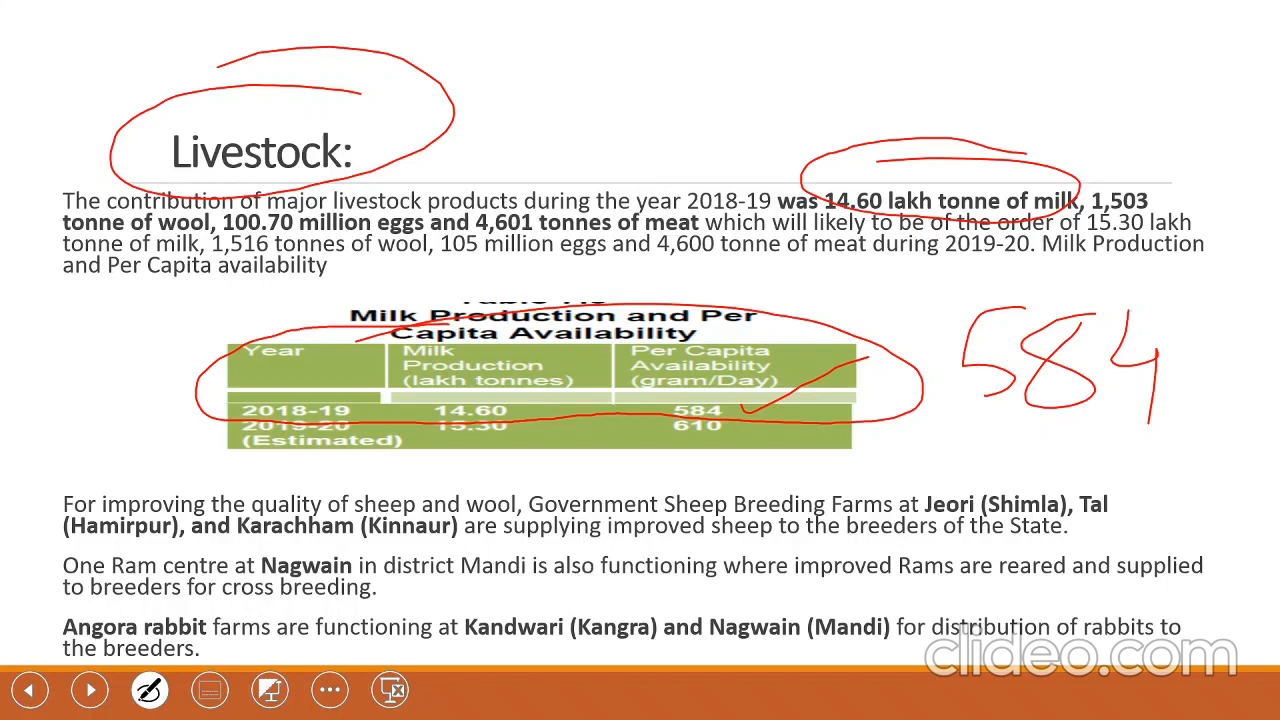 Livestock:
The contribution of major livestock products during the year 2018-19 was 14.60 lakh tonne of milk, 1,503
tonne of wool, 100.70 million eggs and 4,601 tonnes of meat which will likely to be of the order of 15.30 lakh
tonne of milk, 1,516 tonnes of wool, 105 million eggs and 4,600 tonne of meat during 2019-20. Milk Production
and Per Capita availability
Milk Production and Per
Capita Availability
Year Milk Production (lakh tonnes) Per Capita Availability (gram/Day)
2018-19 14.60 584
2019-20 15.30 610
(Estimated)
584
For improving the quality of sheep and wool, Government Sheep Breeding Farms at Jeori (Shimla), Tal
(Hamirpur), and Karachham (Kinnaur) are supplying improved sheep to the breeders of the State.
One Ram centre at Nagwain in district Mandi is also functioning where improved Rams are reared and supplied
to breeders for cross breeding.
Angora rabbit farms are functioning at Kandwari (Kangra) and Nagwain (Mandi) for distribution of rabbits to
the breeders.
clideo.com